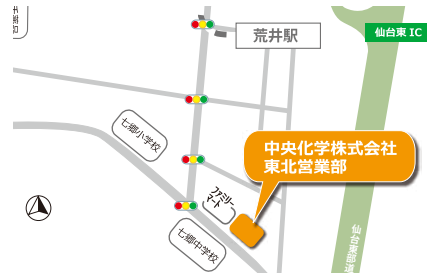 荒井駅
仙台東 IC
七郷小学校
中央化学株式会社
東北営業部
ファミリー
マート
七郷中学校
仙台東部道